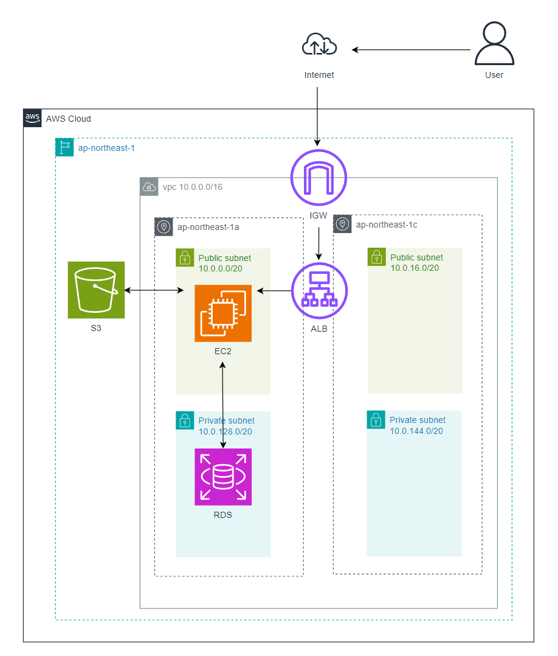 Internet
User
aws
AWS Cloud
ap-northeast-1
vpc 10.0.0.0/16
IGW
ap-northeast-1a
ap-northeast-1c
Public subnet
10.0.0.0/20
Public subnet
10.0.16.0/20
S3
EC2
ALB
Private subnet
10.0.128.0/20
Private subnet
10.0.144.0/20
RDS